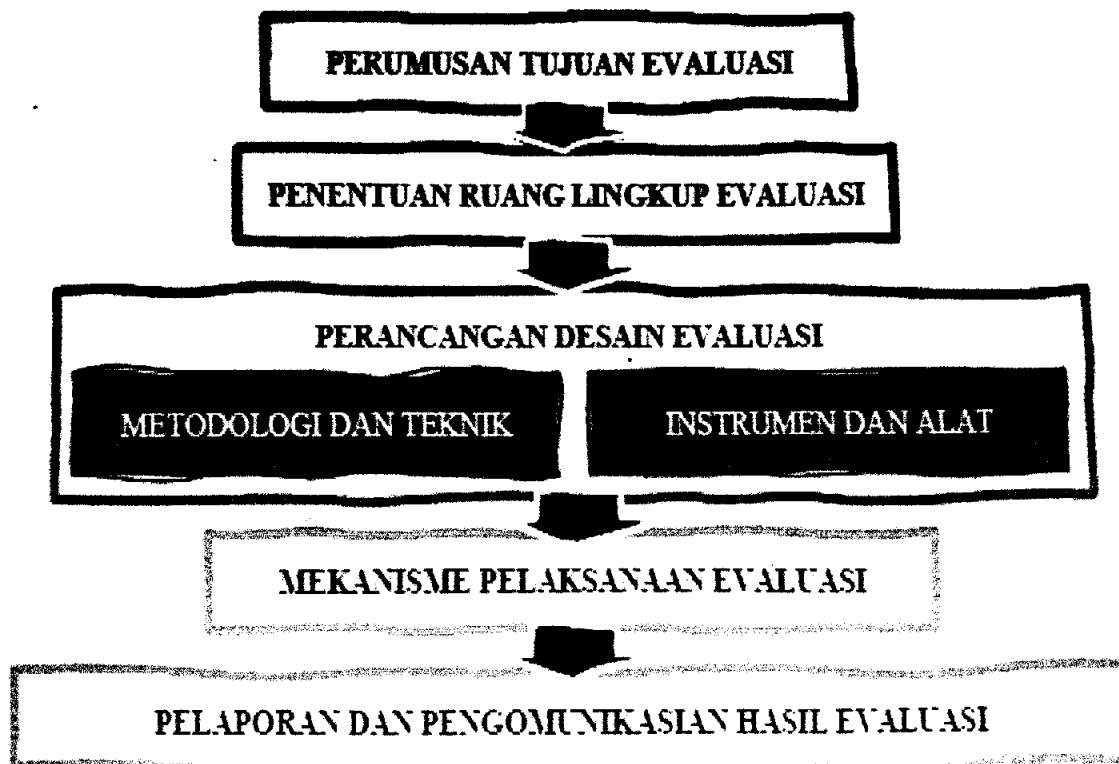 PERUMUSAN TUJUAN EVALUASI
PENENTUAN RUANG LINGKUP EVALUASI
PERANCANGAN DESAIN EVALUASI
METODOLOGI DAN TEKNIK
INSTRUMEN DAN ALAT
MEKANISME PELAKSANAAN EVALUASI
PELAPORAN DAN PENGOMUNIKASIAN HASIL EVALUASI